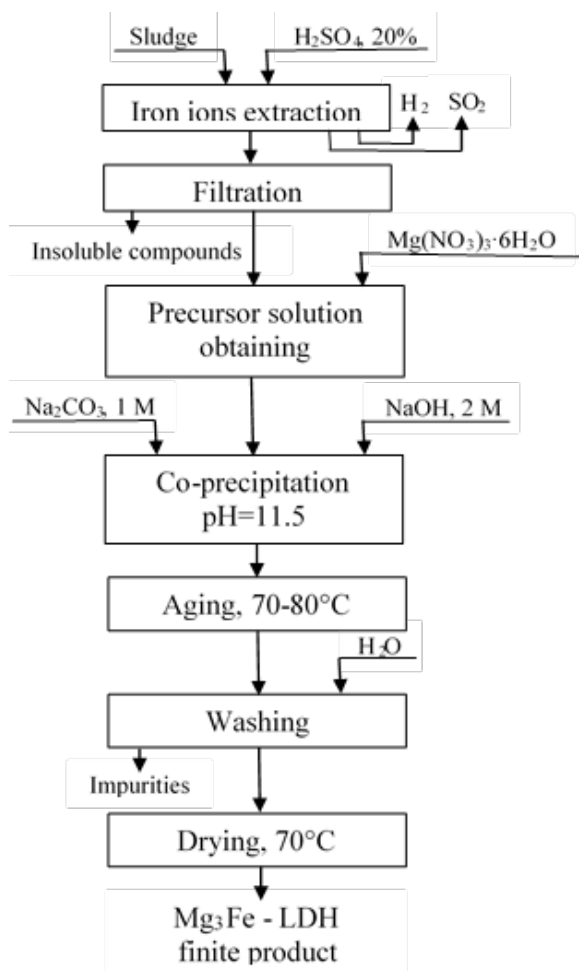 Sludge
H₂SO₄, 20%
Iron ions extraction
H₂
SO₂
Filtration
Insoluble compounds
Mg(NO₃)₃·6H₂O
Precursor solution
obtaining
Na₂CO₃, 1 M
NaOH, 2 M
Co-precipitation
pH=11.5
Aging, 70-80°C
H₂O
Washing
Impurities
Drying, 70°C
Mg₃Fe - LDH
finite product